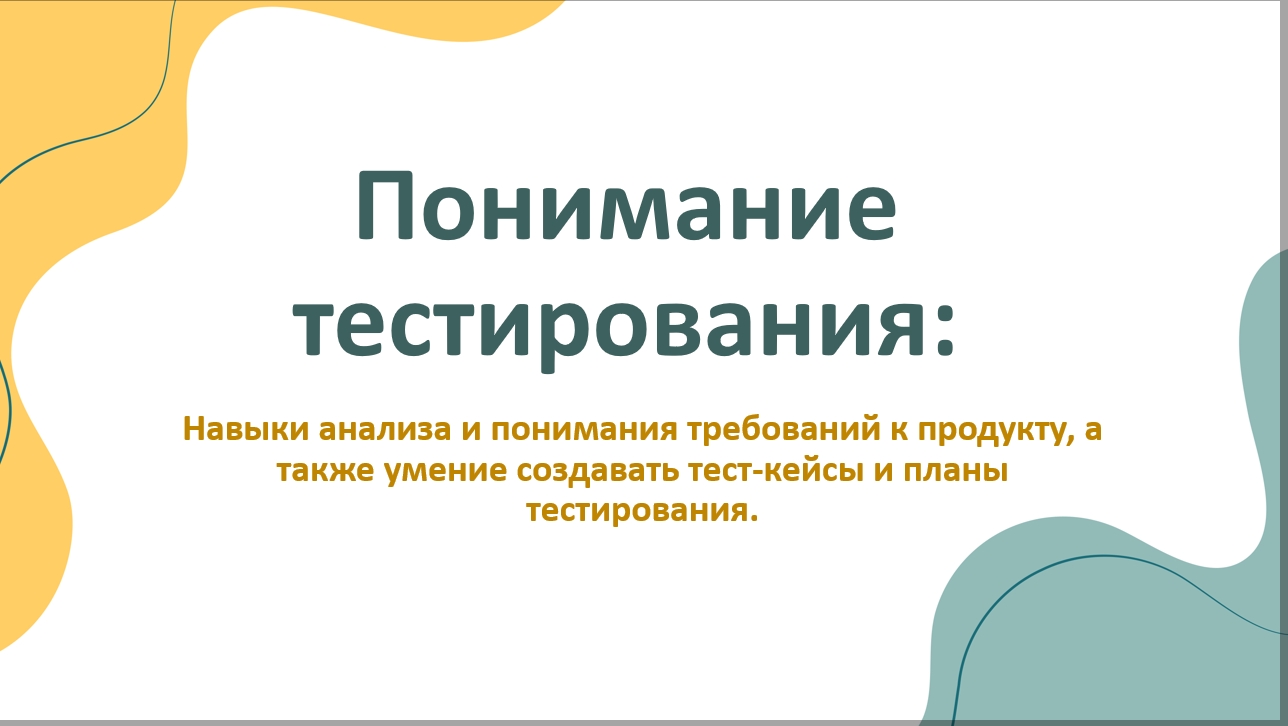 Понимание
тестирования:
Навыки анализа и понимания требований к продукту, а
также умение создавать тест-кейсы и планы
тестирования.